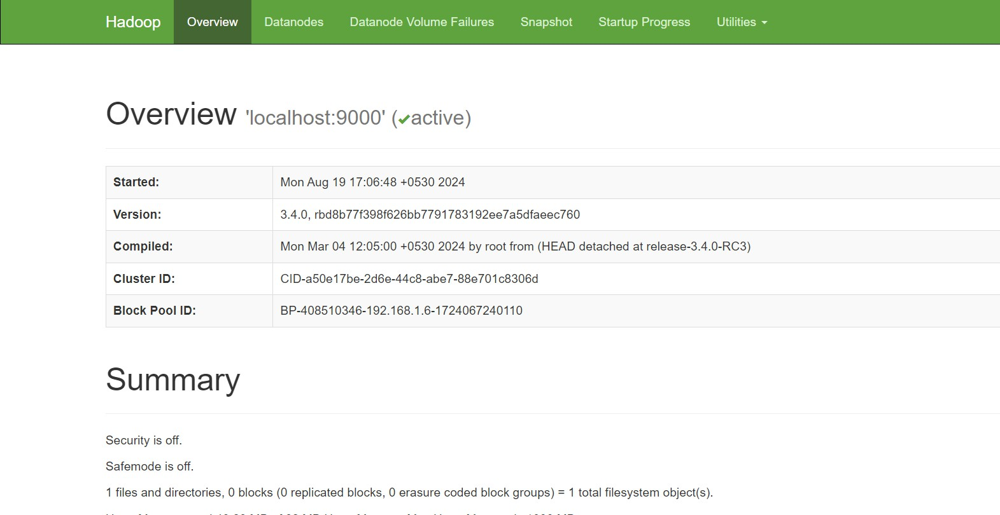 Hadoop Overview Datanodes Datanode Volume Failures Snapshot Startup Progress Utilities
Overview 'localhost:9000' (✔active)
Started: Mon Aug 19 17:06:48 +0530 2024
Version: 3.4.0, rbd8b77f398f626bb7791783192ee7a5dfaeec760
Compiled: Mon Mar 04 12:05:00 +0530 2024 by root from (HEAD detached at release-3.4.0-RC3)
Cluster ID: CID-a50e17be-2d6e-44c8-abe7-88e701c8306d
Block Pool ID: BP-408510346-192.168.1.6-1724067240110
Summary
Security is off.
Safemode is off.
1 files and directories, 0 blocks (0 replicated blocks, 0 erasure coded block groups) = 1 total filesystem object(s).